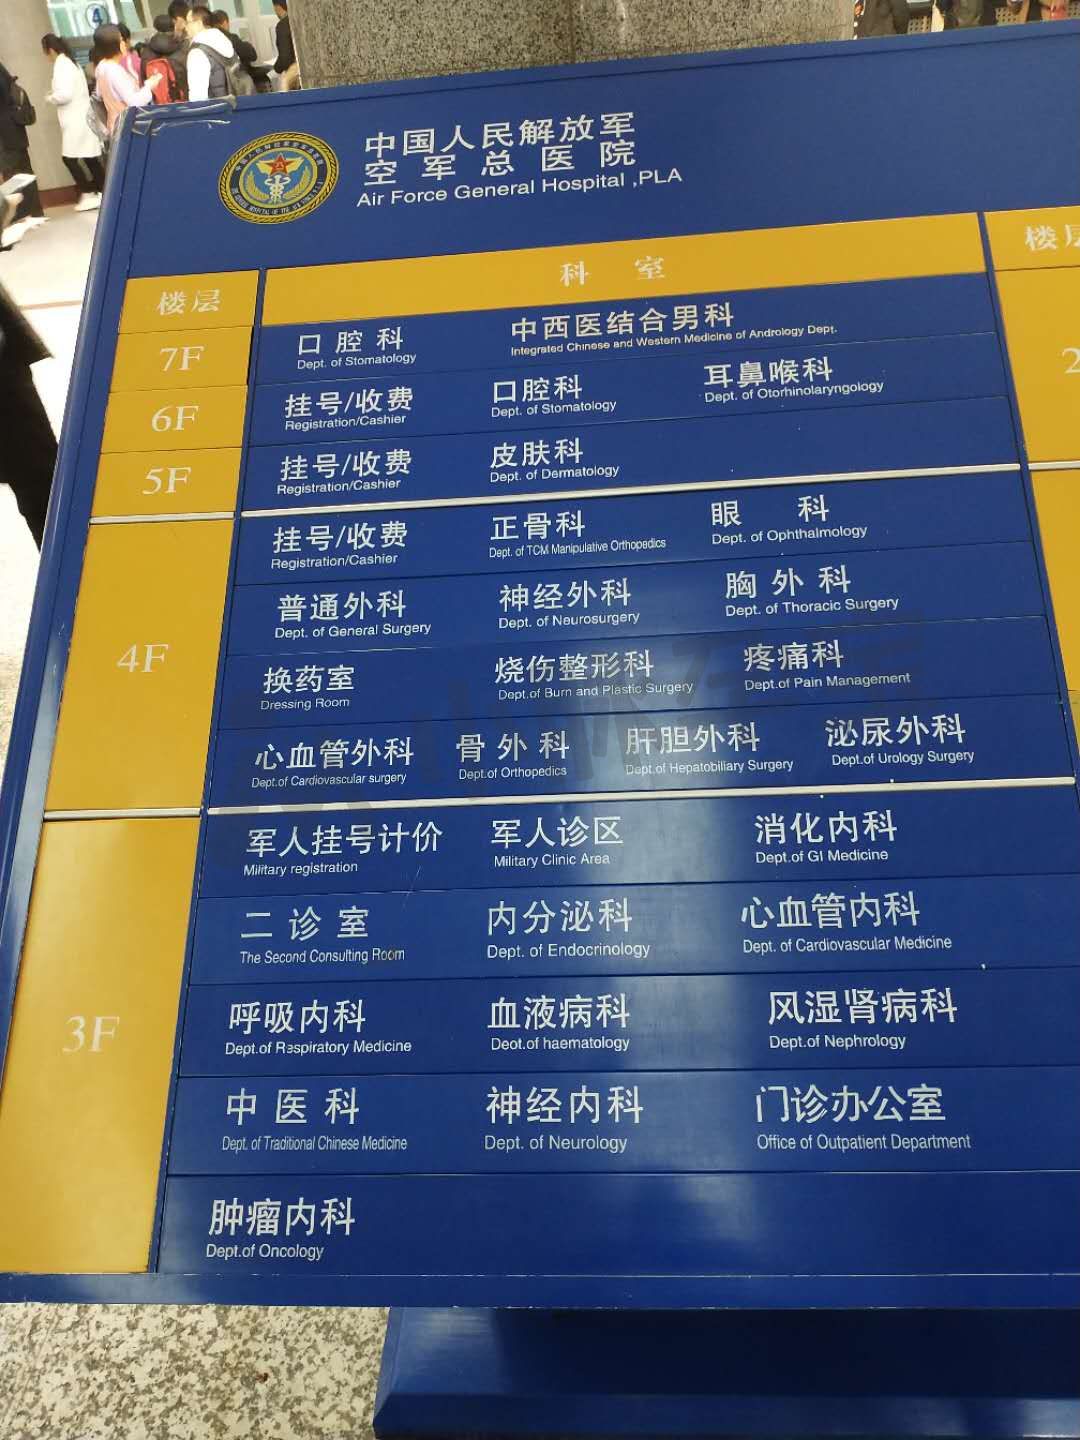 ④
中国人民解放军
空军总医院
Air Force General Hospital ,PLA
楼层 科室 楼层
7F 口腔科 中西医结合男科
Dept. of Stomatology Integrated Chinese and Western Medicine of Andrology Dept.
6F 挂号/收费 口腔科 耳鼻喉科
Registration/Cashier Dept. of Stomatology Dept. of Otorhinolaryngology
5F 挂号/收费 皮肤科
Registration/Cashier Dept. of Dermatology
4F
挂号/收费 正骨科 眼科
Registration/Cashier Dept. of TCM Manipulative Orthopedics Dept. of Ophthalmology
普通外科 神经外科 胸外科
Dept. of General Surgery Dept. of Neurosurgery Dept. of Thoracic Surgery
换药室 烧伤整形科 疼痛科
Dressing Room Dept.of Burn and Plastic Surgery Dept.of Pain Management
心血管外科 骨外科 肝胆外科 泌尿外科
Dept.of Cardiovascular surgery Dept.of Orthopedics Dept.of Hepatobiliary Surgery Dept.of Urology Surgery
3F
军人挂号计价 军人诊区 消化内科
Military registration Military Clinic Area Dept.of GI Medicine
二诊室 内分泌科 心血管内科
The Second Consulting Room Dept. of Endocrinology Dept. of Cardiovascular Medicine
呼吸内科 血液病科 风湿肾病科
Dept.of Respiratory Medicine Deot.of haematology Dept.of Nephrology
中医科 神经内科 门诊办公室
Dept. of Traditional Chinese Medicine Dept. of Neurology Office of Outpatient Department
肿瘤内科
Dept.of Oncology
2